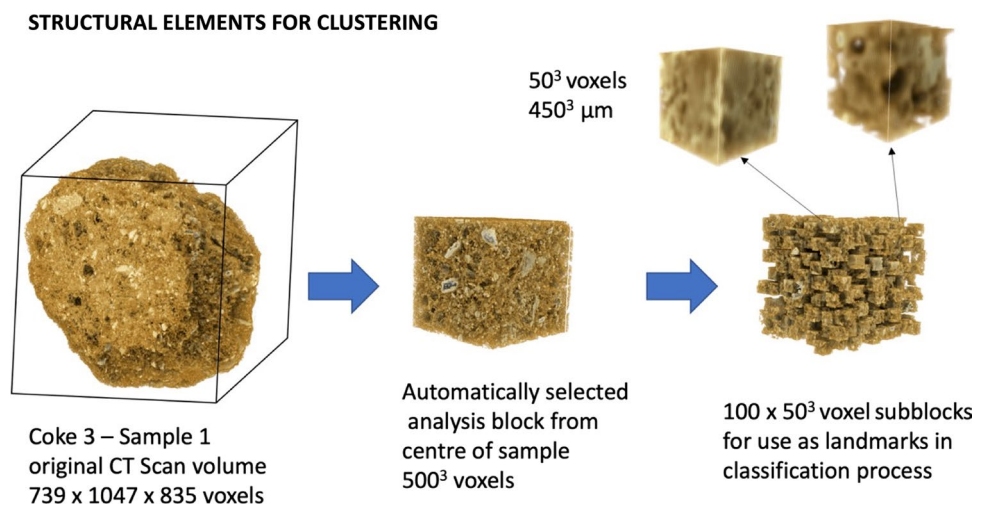 STRUCTURAL ELEMENTS FOR CLUSTERING
50³ voxels
450³ µm
Automatically selected
analysis block from
centre of sample
500³ voxels
100 x 50³ voxel subblocks
for use as landmarks in
classification process
Coke 3 – Sample 1
original CT Scan volume
739 x 1047 x 835 voxels